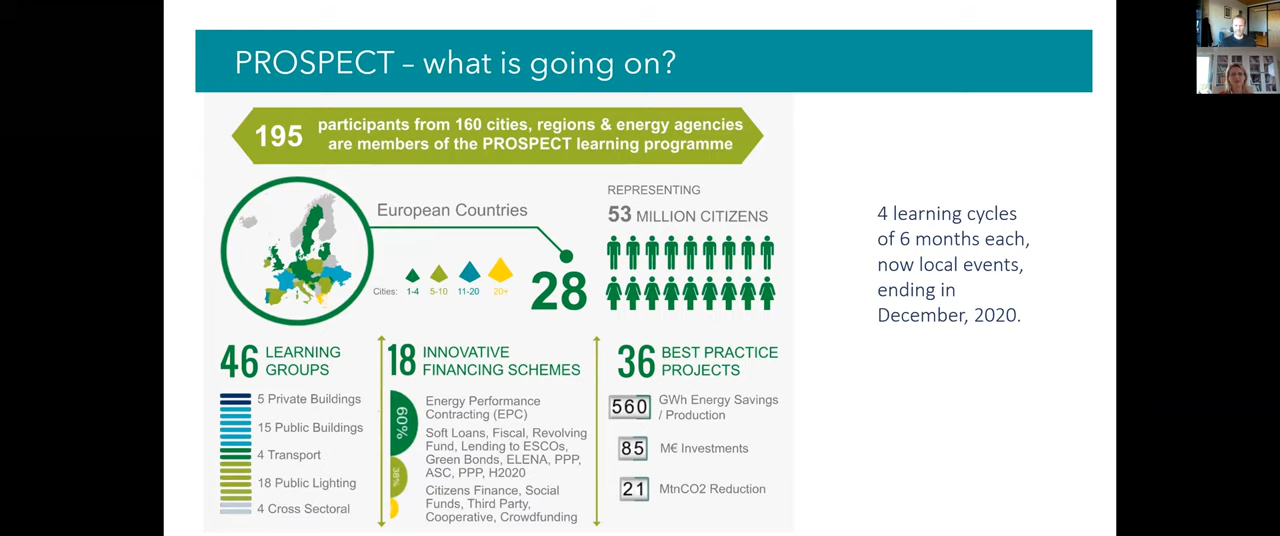 PROSPECT – what is going on?
195
participants from 160 cities, regions & energy agencies
are members of the PROSPECT learning programme
European Countries
Cities: 1-4 5-10 11-20 20+
28
REPRESENTING
53 MILLION CITIZENS
46 LEARNING
GROUPS
5 Private Buildings
15 Public Buildings
4 Transport
18 Public Lighting
4 Cross Sectoral
18 INNOVATIVE
FINANCING SCHEMES
60%
Energy Performance
Contracting (EPC)
38%
Soft Loans, Fiscal, Revolving
Fund, Lending to ESCOs,
Green Bonds, ELENA, PPP,
ASC, PPP, H2020
Citizens Finance, Social
Funds, Third Party,
Cooperative, Crowdfunding
36 BEST PRACTICE
PROJECTS
560 GWh Energy Savings
/ Production
85 M€ Investments
21 MtnCO2 Reduction
4 learning cycles
of 6 months each,
now local events,
ending in
December, 2020.